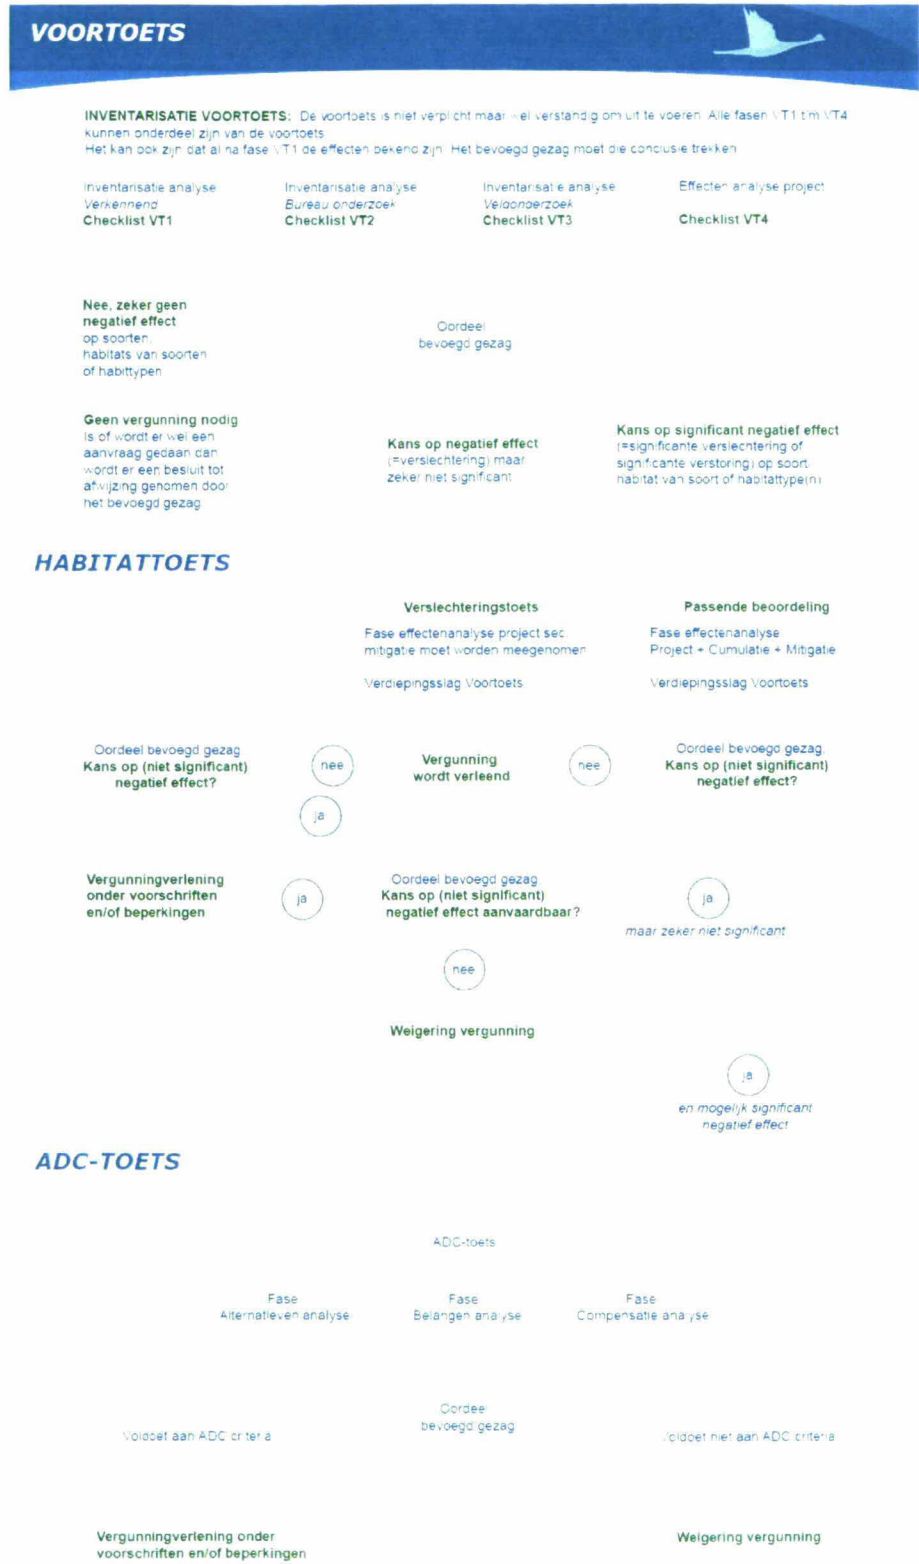 VOORTOETS
INVENTARISATIE VOORTOETS: De voortoets is niet verplicht maar wel verstandig om uit te voeren. Alle fasen VT1 t/m VT4
kunnen onderdeel zijn van de voortoets
Het kan ook zijn dat al na fase VT1 de effecten bekend zijn. Het bevoegd gezag moet die conclusie trekken
Inventarisatie analyse
Verkennend
Checklist VT1
Inventarisatie analyse
Bureau onderzoek
Checklist VT2
Inventarisatie analyse
Veldonderzoek
Checklist VT3
Effecten analyse project
Checklist VT4
Nee, zeker geen
negatief effect
op soorten,
habitats van soorten
of habittypen
Oordeel
bevoegd gezag
Geen vergunning nodig
Is of wordt er wel een
aanvraag gedaan dan
wordt er een besluit tot
afwijzing genomen door
het bevoegd gezag
Kans op negatief effect
(=verslechtering) maar
zeker niet significant
Kans op significant negatief effect
(=significante verslechtering of
significante verstoring) op soort,
habitat van soort of habitattype(n)
HABITATTOETS
Verslechteringstoets
Fase effectenanalyse project sec.
mitigatie moet worden meegenomen
Verdiepingsslag Voortoets
Passende beoordeling
Fase effectenanalyse
Project + Cumulatie + Mitigatie
Verdiepingsslag Voortoets
Oordeel bevoegd gezag
Kans op (niet significant)
negatief effect?
nee
ja
Vergunning
wordt verleend
nee
Oordeel bevoegd gezag
Kans op (niet significant)
negatief effect?
Vergunningverlening
onder voorschriften
en/of beperkingen
ja
Oordeel bevoegd gezag
Kans op (niet significant)
negatief effect aanvaardbaar?
ja
maar zeker niet significant
nee
Weigering vergunning
ja
en mogelijk significant
negatief effect
ADC-TOETS
ADC-toets
Fase
Alternatieven analyse
Fase
Belangen analyse
Fase
Compensatie analyse
Oordeel
bevoegd gezag
Voldoet aan ADC criteria
Voldoet niet aan ADC criteria
Vergunningverlening onder
voorschriften en/of beperkingen
Weigering vergunning